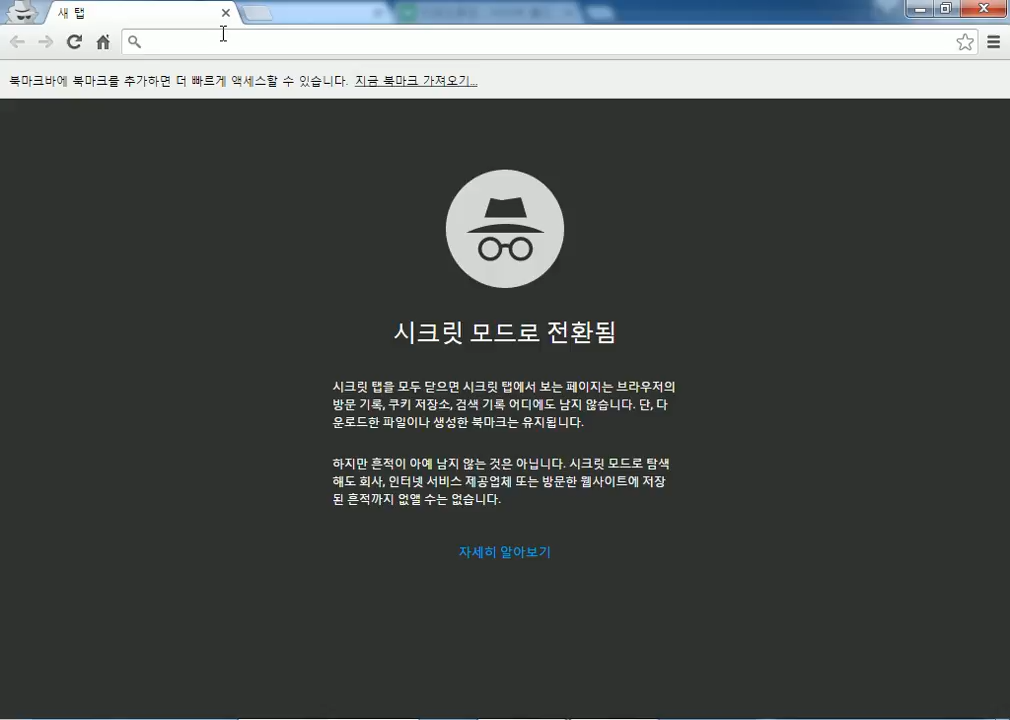 새 탭
북마크바에 북마크를 추가하면 더 빠르게 액세스할 수 있습니다. 지금 북마크 가져오기...
시크릿 모드로 전환됨
시크릿 탭을 모두 닫으면 시크릿 탭에서 보는 페이지는 브라우저의
방문 기록, 쿠키 저장소, 검색 기록 어디에도 남지 않습니다. 단, 다
운로드한 파일이나 생성한 북마크는 유지됩니다.
하지만 흔적이 아예 남지 않는 것은 아닙니다. 시크릿 모드로 탐색
해도 회사, 인터넷 서비스 제공업체 또는 방문한 웹사이트에 저장
된 흔적까지 없앨 수는 없습니다.
자세히 알아보기